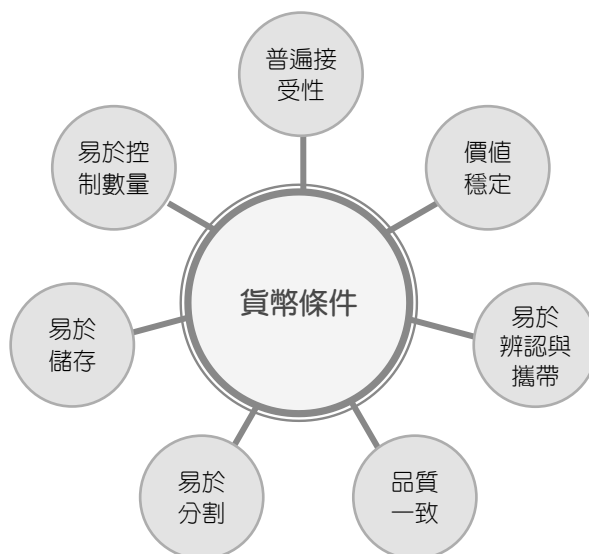 普遍接
受性
價值
穩定
易於
辨認與
攜帶
品質
一致
易於
分割
易於
儲存
易於控
制數量
貨幣條件